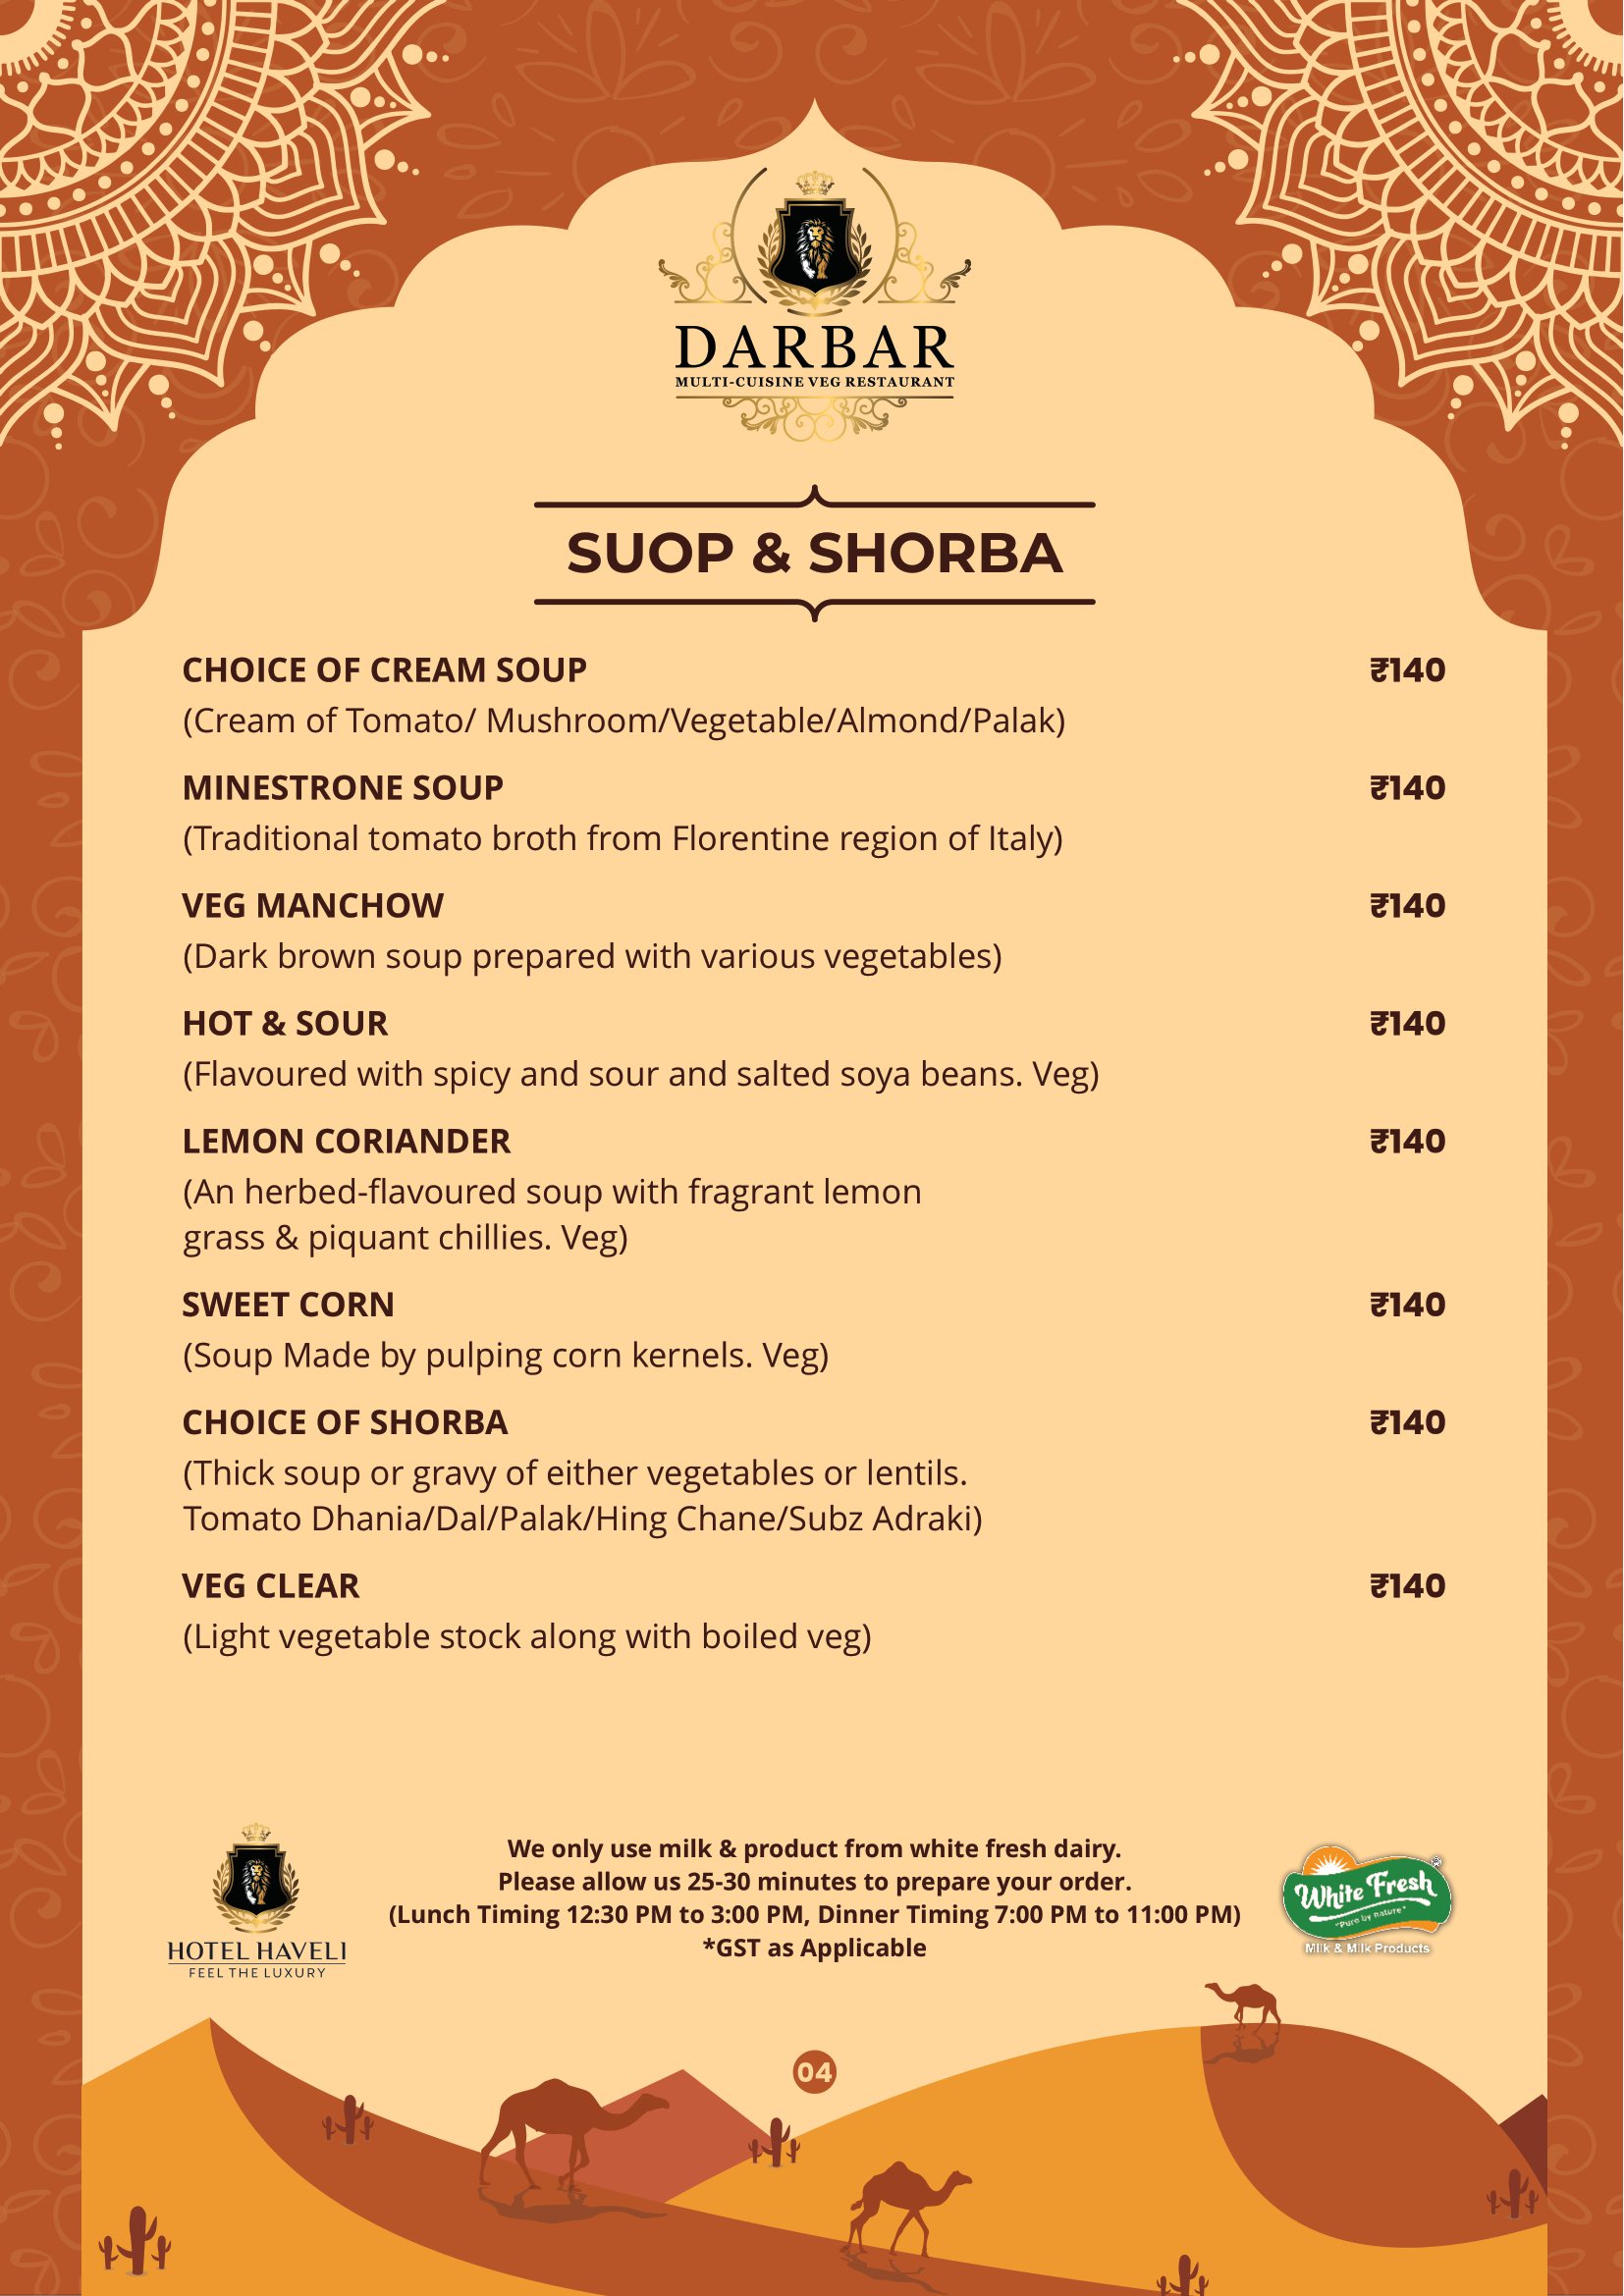 DARBAR
MULTI-CUISINE VEG RESTAURANT
SUOP & SHORBA
CHOICE OF CREAM SOUP ₹140
(Cream of Tomato/ Mushroom/Vegetable/Almond/Palak)
MINESTRONE SOUP ₹140
(Traditional tomato broth from Florentine region of Italy)
VEG MANCHOW ₹140
(Dark brown soup prepared with various vegetables)
HOT & SOUR ₹140
(Flavoured with spicy and sour and salted soya beans. Veg)
LEMON CORIANDER ₹140
(An herbed-flavoured soup with fragrant lemon
grass & piquant chillies. Veg)
SWEET CORN ₹140
(Soup Made by pulping corn kernels. Veg)
CHOICE OF SHORBA ₹140
(Thick soup or gravy of either vegetables or lentils.
Tomato Dhania/Dal/Palak/Hing Chane/Subz Adraki)
VEG CLEAR ₹140
(Light vegetable stock along with boiled veg)
HOTEL HAVELI
FEEL THE LUXURY
We only use milk & product from white fresh dairy.
Please allow us 25-30 minutes to prepare your order.
(Lunch Timing 12:30 PM to 3:00 PM, Dinner Timing 7:00 PM to 11:00 PM)
*GST as Applicable
White Fresh ®
"Pure by nature"
Milk & Milk Products
04